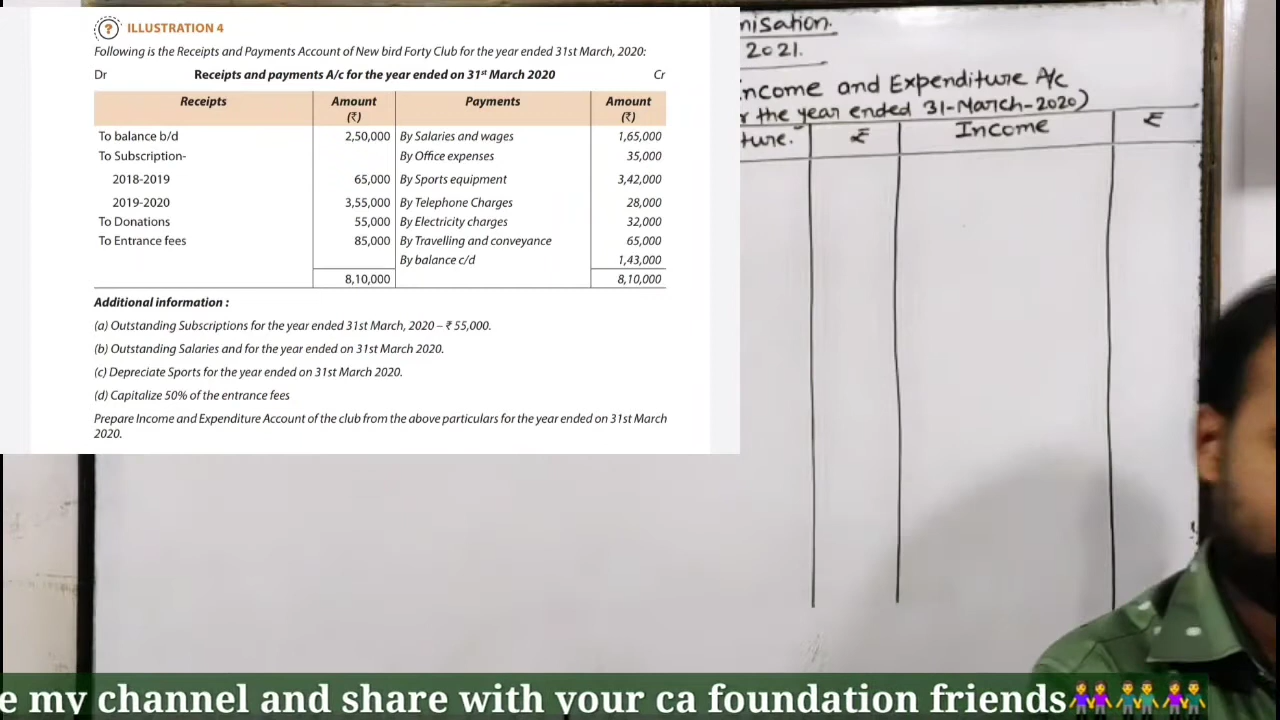 ? ILLUSTRATION 4
Following is the Receipts and Payments Account of New bird Forty Club for the year ended 31st March, 2020:
Dr Receipts and payments A/c for the year ended on 31st March 2020 Cr
Receipts Amount (₹) Payments Amount (₹)
To balance b/d 2,50,000 By Salaries and wages 1,65,000
To Subscription- By Office expenses 35,000
2018-2019 65,000 By Sports equipment 3,42,000
2019-2020 3,55,000 By Telephone Charges 28,000
To Donations 55,000 By Electricity charges 32,000
To Entrance fees 85,000 By Travelling and conveyance 65,000
By balance c/d 1,43,000
8,10,000 8,10,000
Additional information :
(a) Outstanding Subscriptions for the year ended 31st March, 2020 – ₹ 55,000.
(b) Outstanding Salaries and for the year ended on 31st March 2020.
(c) Depreciate Sports for the year ended on 31st March 2020.
(d) Capitalize 50% of the entrance fees
Prepare Income and Expenditure Account of the club from the above particulars for the year ended on 31st March
2020.
nisation.
2021.
ncome and Expenditure A/c
r the year ended 31-March-2020)
ture. ₹ Income ₹
e my channel and share with your ca foundation friends